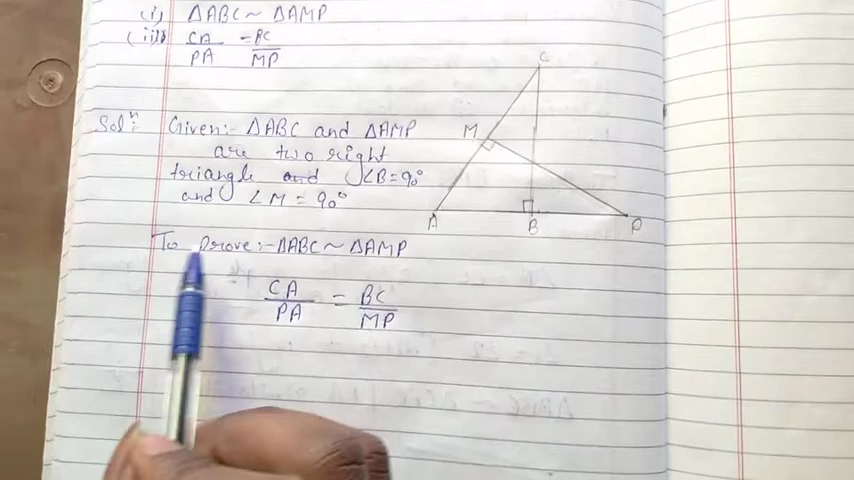 (i) ΔABC ~ ΔAMP
(ii) CA/PA = BC/MP
Solⁿ: Given:- ΔABC and ΔAMP
are two right
triangle and ∠B = 90°
and ∠M = 90°
To prove:- ΔABC ~ ΔAMP
CA/PA = BC/MP
C
M
A
B
P